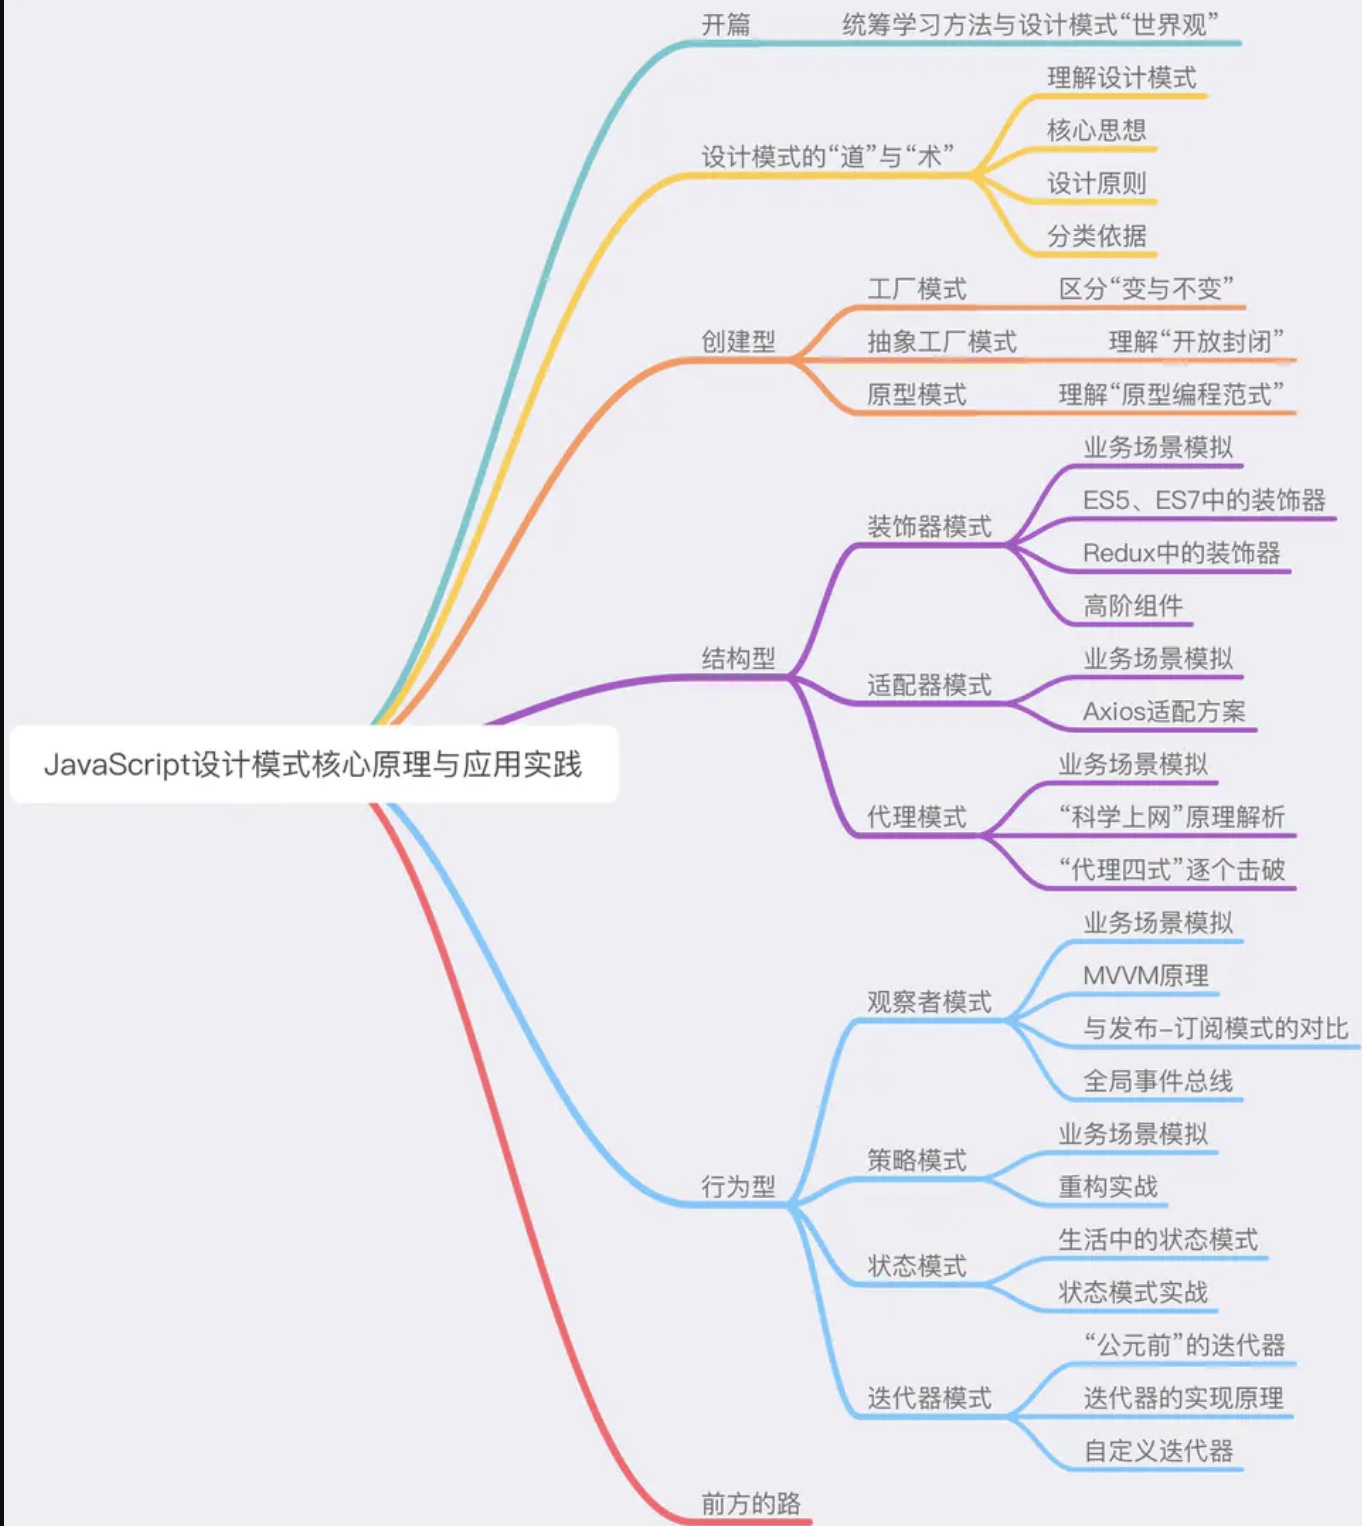 开篇
统筹学习方法与设计模式“世界观”
设计模式的“道”与“术”
理解设计模式
核心思想
设计原则
分类依据
创建型
工厂模式
区分“变与不变”
抽象工厂模式
理解“开放封闭”
原型模式
理解“原型编程范式”
结构型
装饰器模式
业务场景模拟
ES5、ES7中的装饰器
Redux中的装饰器
高阶组件
适配器模式
业务场景模拟
Axios适配方案
代理模式
业务场景模拟
“科学上网”原理解析
“代理四式”逐个击破
JavaScript设计模式核心原理与应用实践
行为型
观察者模式
业务场景模拟
MVVM原理
与发布-订阅模式的对比
全局事件总线
策略模式
业务场景模拟
重构实战
状态模式
生活中的状态模式
状态模式实战
迭代器模式
“公元前”的迭代器
迭代器的实现原理
自定义迭代器
前方的路